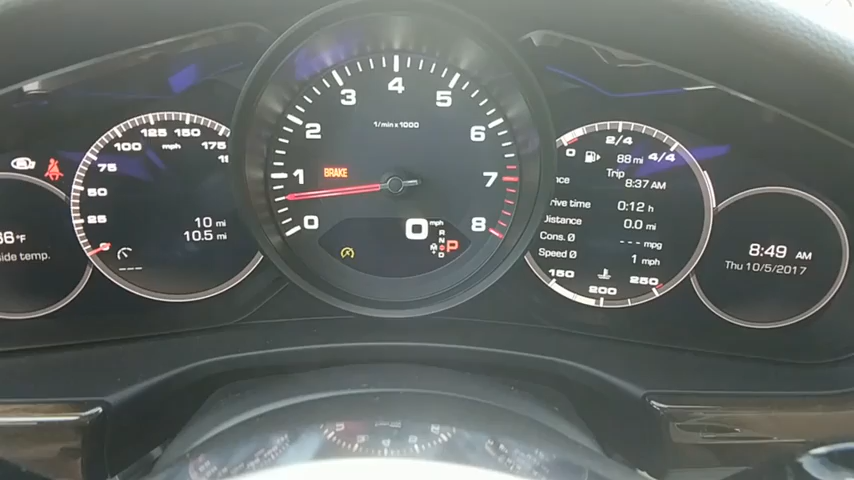 66°F
side temp.
25
50
75
100
125
150
175
mph
10 mi
10.5 mi
0
1
2
3
4
5
6
7
8
1/min x 1000
BRAKE
0 mph
R
N
D
P
0
2/4
4/4
88 mi
Trip
8:37 AM
rive time 0:12 h
Distance 0.0 mi
Cons. Ø ---mpg
Speed Ø 1 mph
150
200
250
8:49 AM
Thu 10/5/2017